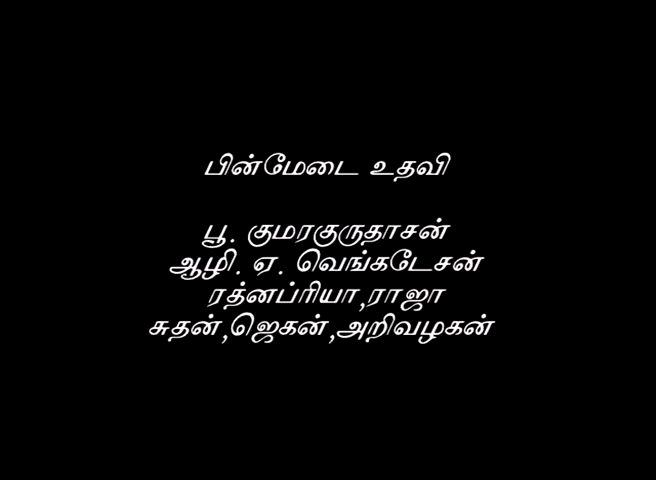 பின்மேடை உதவி
பூ. குமரகுருதாசன்
ஆழி. ஏ. வெங்கடேசன்
ரத்னப்ரியா,ராஜா
சுதன்,ஜெகன்,அறிவழகன்